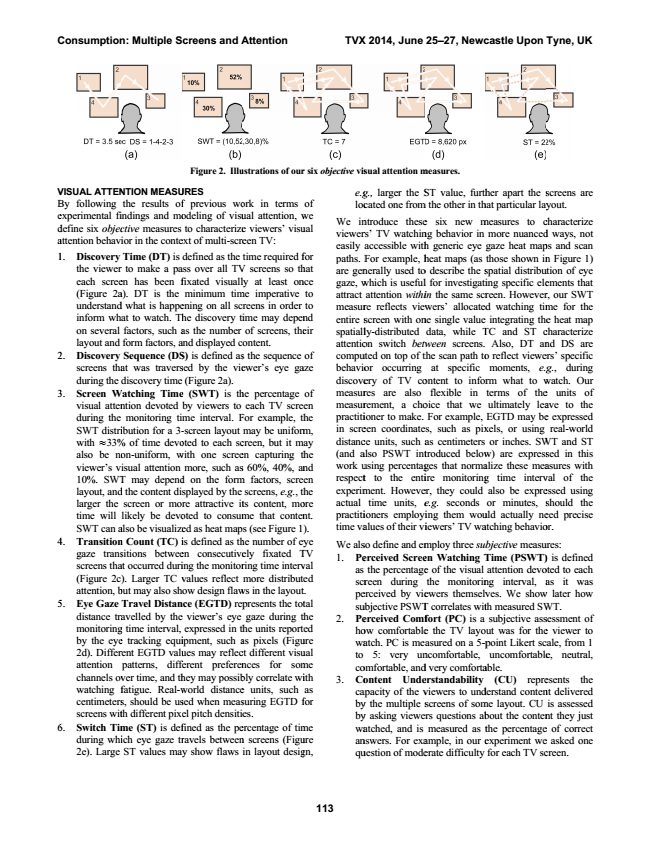 Consumption: Multiple Screens and Attention
TVX 2014, June 25–27, Newcastle Upon Tyne, UK
1
2
3
4
DT = 3.5 sec DS = 1-4-2-3
(a)
1
10%
2
52%
3
8%
4
30%
SWT = (10,52,30,8)%
(b)
1
2
3
4
TC = 7
(c)
1
2
3
4
EGTD = 8,620 px
(d)
1
2
3
4
ST = 22%
(e)
Figure 2. Illustrations of our six objective visual attention measures.
VISUAL ATTENTION MEASURES
By following the results of previous work in terms of
experimental findings and modeling of visual attention, we
define six objective measures to characterize viewers' visual
attention behavior in the context of multi-screen TV:
1. Discovery Time (DT) is defined as the time required for
the viewer to make a pass over all TV screens so that
each screen has been fixated visually at least once
(Figure 2a). DT is the minimum time imperative to
understand what is happening on all screens in order to
inform what to watch. The discovery time may depend
on several factors, such as the number of screens, their
layout and form factors, and displayed content.
2. Discovery Sequence (DS) is defined as the sequence of
screens that was traversed by the viewer's eye gaze
during the discovery time (Figure 2a).
3. Screen Watching Time (SWT) is the percentage of
visual attention devoted by viewers to each TV screen
during the monitoring time interval. For example, the
SWT distribution for a 3-screen layout may be uniform,
with ≈33% of time devoted to each screen, but it may
also be non-uniform, with one screen capturing the
viewer's visual attention more, such as 60%, 40%, and
10%. SWT may depend on the form factors, screen
layout, and the content displayed by the screens, e.g., the
larger the screen or more attractive its content, more
time will likely be devoted to consume that content.
SWT can also be visualized as heat maps (see Figure 1).
4. Transition Count (TC) is defined as the number of eye
gaze transitions between consecutively fixated TV
screens that occurred during the monitoring time interval
(Figure 2c). Larger TC values reflect more distributed
attention, but may also show design flaws in the layout.
5. Eye Gaze Travel Distance (EGTD) represents the total
distance travelled by the viewer's eye gaze during the
monitoring time interval, expressed in the units reported
by the eye tracking equipment, such as pixels (Figure
2d). Different EGTD values may reflect different visual
attention patterns, different preferences for some
channels over time, and they may possibly correlate with
watching fatigue. Real-world distance units, such as
centimeters, should be used when measuring EGTD for
screens with different pixel pitch densities.
6. Switch Time (ST) is defined as the percentage of time
during which eye gaze travels between screens (Figure
2e). Large ST values may show flaws in layout design,
e.g., larger the ST value, further apart the screens are
located one from the other in that particular layout.
We introduce these six new measures to characterize
viewers' TV watching behavior in more nuanced ways, not
easily accessible with generic eye gaze heat maps and scan
paths. For example, heat maps (as those shown in Figure 1)
are generally used to describe the spatial distribution of eye
gaze, which is useful for investigating specific elements that
attract attention within the same screen. However, our SWT
measure reflects viewers' allocated watching time for the
entire screen with one single value integrating the heat map
spatially-distributed data, while TC and ST characterize
attention switch between screens. Also, DT and DS are
computed on top of the scan path to reflect viewers' specific
behavior occurring at specific moments, e.g., during
discovery of TV content to inform what to watch. Our
measures are also flexible in terms of the units of
measurement, a choice that we ultimately leave to the
practitioner to make. For example, EGTD may be expressed
in screen coordinates, such as pixels, or using real-world
distance units, such as centimeters or inches. SWT and ST
(and also PSWT introduced below) are expressed in this
work using percentages that normalize these measures with
respect to the entire monitoring time interval of the
experiment. However, they could also be expressed using
actual time units, e.g. seconds or minutes, should the
practitioners employing them would actually need precise
time values of their viewers' TV watching behavior.
We also define and employ three subjective measures:
1. Perceived Screen Watching Time (PSWT) is defined
as the percentage of the visual attention devoted to each
screen during the monitoring interval, as it was
perceived by viewers themselves. We show later how
subjective PSWT correlates with measured SWT.
2. Perceived Comfort (PC) is a subjective assessment of
how comfortable the TV layout was for the viewer to
watch. PC is measured on a 5-point Likert scale, from 1
to 5: very uncomfortable, uncomfortable, neutral,
comfortable, and very comfortable.
3. Content Understandability (CU) represents the
capacity of the viewers to understand content delivered
by the multiple screens of some layout. CU is assessed
by asking viewers questions about the content they just
watched, and is measured as the percentage of correct
answers. For example, in our experiment we asked one
question of moderate difficulty for each TV screen.
113